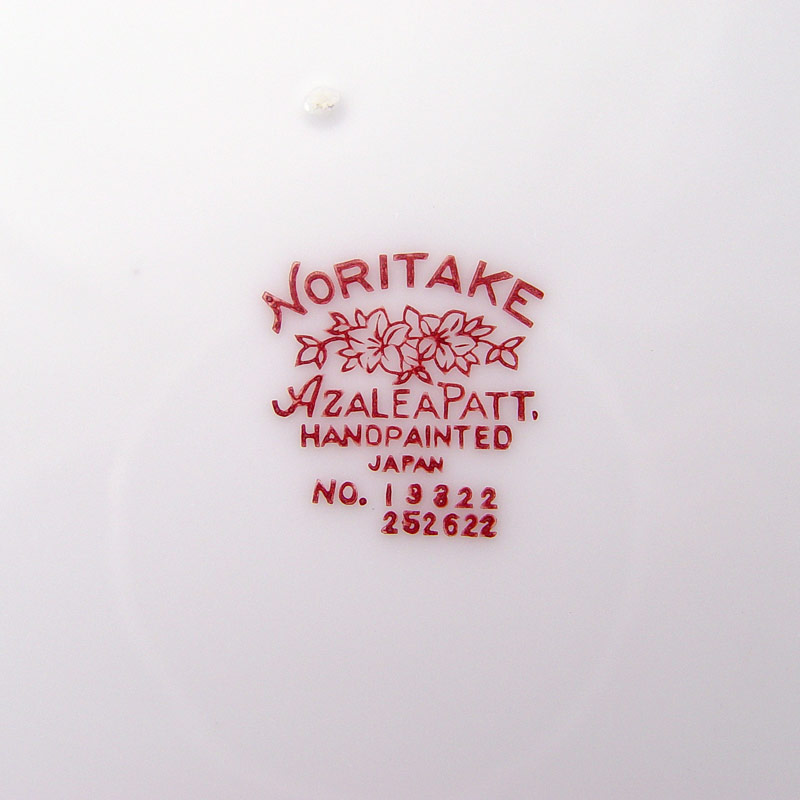 NORITAKE
AZALEA PATT.
HANDPAINTED
JAPAN
NO. 19322
252622